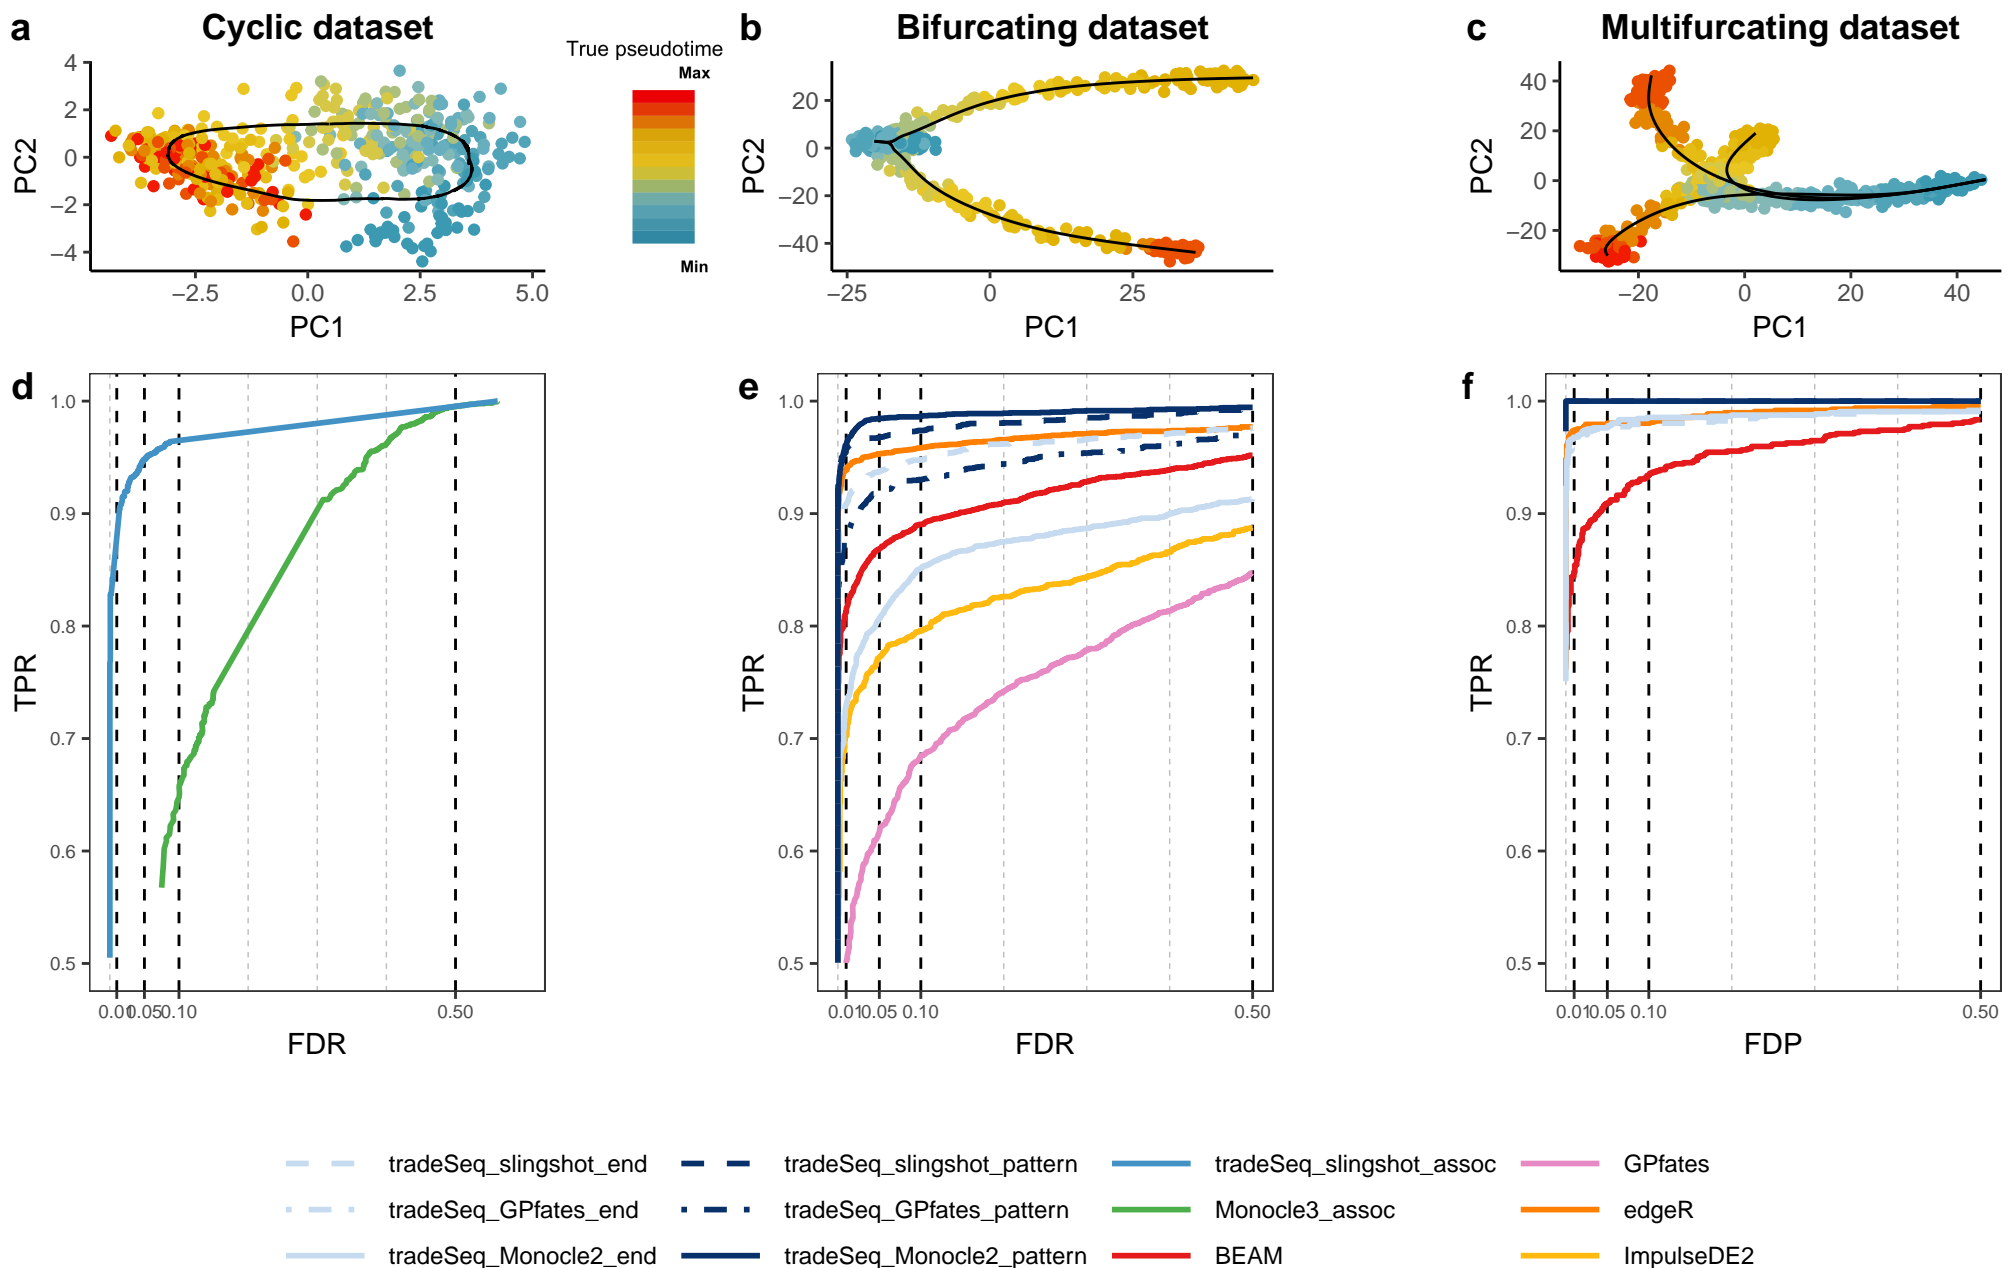 a Cyclic dataset
True pseudotime
Max
Min
4
2
0
−2
−4
PC2
−2.5 0.0 2.5 5.0
PC1
b Bifurcating dataset
20
0
−20
−40
PC2
−25 0 25
PC1
c Multifurcating dataset
40
20
0
−20
PC2
−20 0 20 40
PC1
d
1.0
0.9
0.8
0.7
0.6
0.5
TPR
0.01 0.05 0.10 0.50
FDR
e
1.0
0.9
0.8
0.7
0.6
0.5
TPR
0.01 0.05 0.10 0.50
FDR
f
1.0
0.9
0.8
0.7
0.6
0.5
TPR
0.01 0.05 0.10 0.50
FDP
tradeSeq_slingshot_end tradeSeq_slingshot_pattern tradeSeq_slingshot_assoc GPfates
tradeSeq_GPfates_end tradeSeq_GPfates_pattern Monocle3_assoc edgeR
tradeSeq_Monocle2_end tradeSeq_Monocle2_pattern BEAM ImpulseDE2